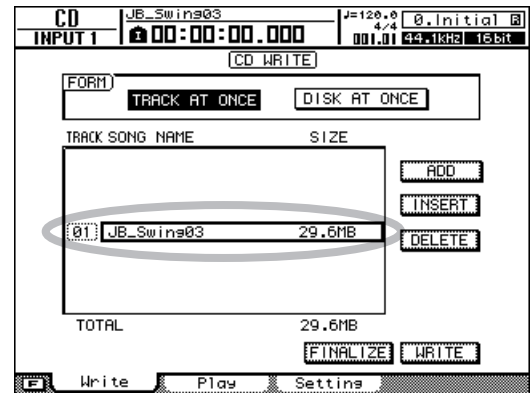 CD JB_Swing03 J=120.0 0.Initial R
4/4
INPUT 1 00:00:00.000 001.01 44.1kHz 16bit
CD WRITE
FORM
TRACK AT ONCE DISK AT ONCE
TRACK SONG NAME SIZE
ADD
INSERT
01 JB_Swing03 29.6MB
DELETE
TOTAL 29.6MB
FINALIZE WRITE
F Write Play Setting